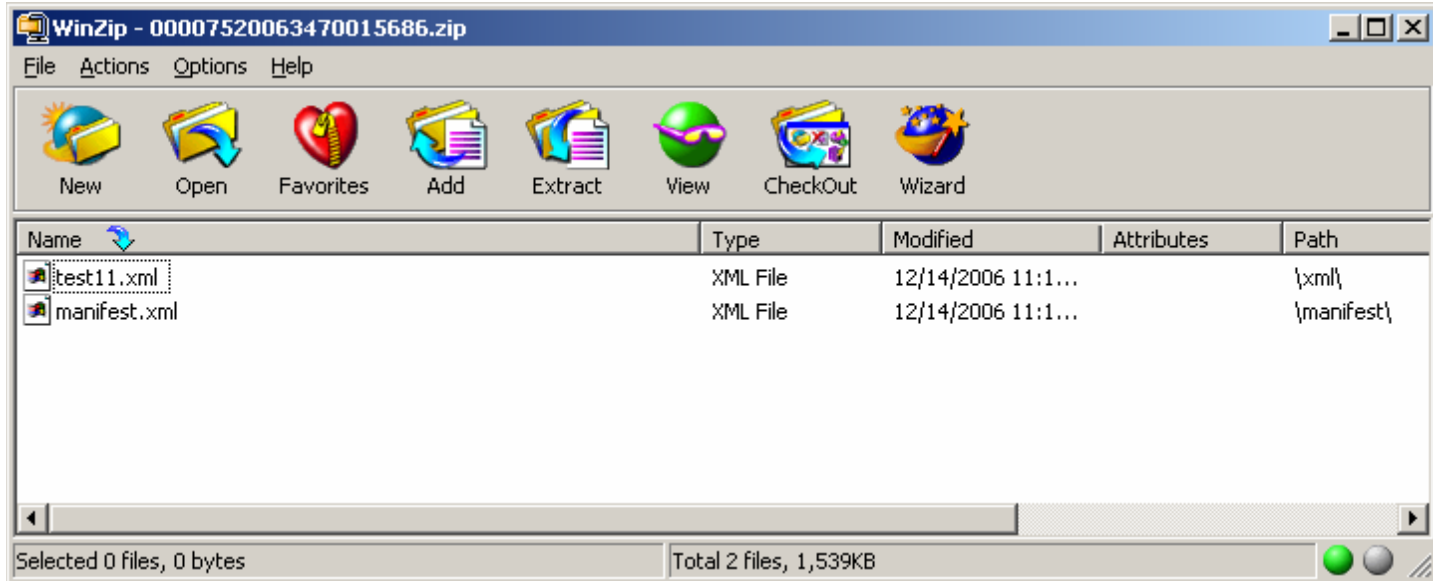 WinZip - 00007520063470015686.zip
File Actions Options Help
New Open Favorites Add Extract View CheckOut Wizard
Name Type Modified Attributes Path
test11.xml XML File 12/14/2006 11:1... \xml\
manifest.xml XML File 12/14/2006 11:1... \manifest\
Selected 0 files, 0 bytes Total 2 files, 1,539KB